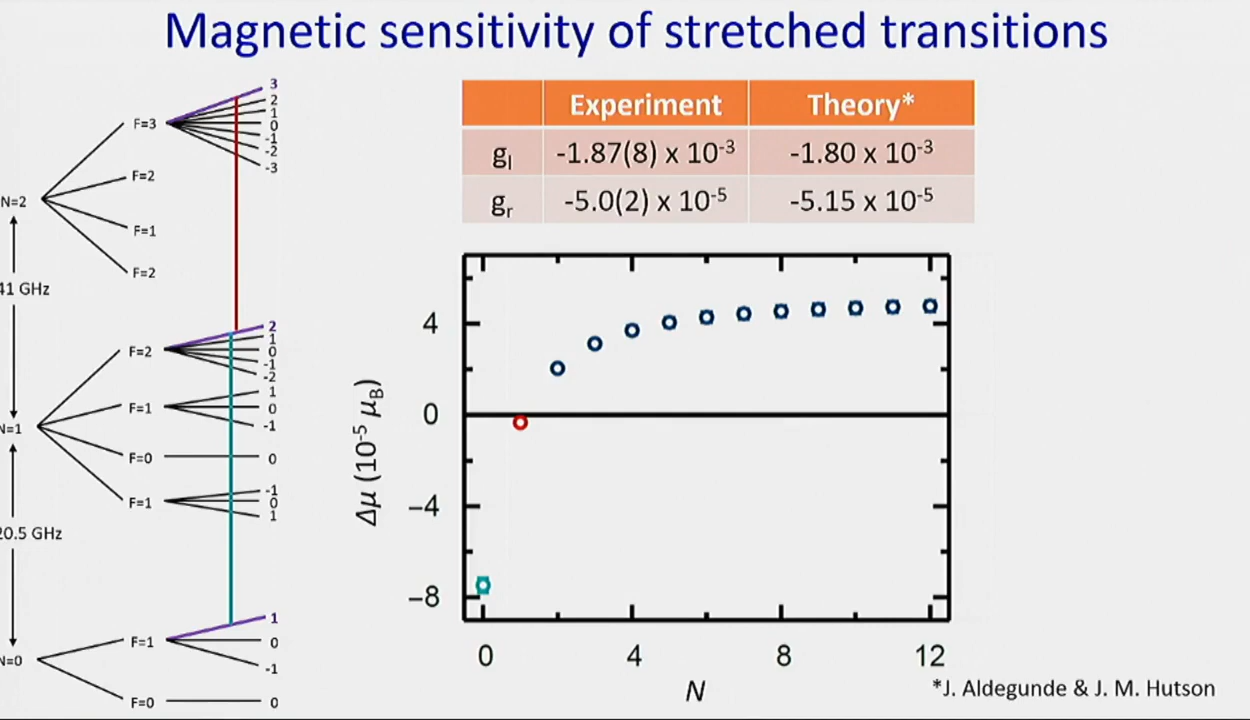 Magnetic sensitivity of stretched transitions
Experiment Theory*
gl -1.87(8) x 10-3 -1.80 x 10-3
gr -5.0(2) x 10-5 -5.15 x 10-5
N=2
F=3
3
2
1
0
-1
-2
-3
F=2
F=1
F=2
41 GHz
N=1
F=2
2
1
0
-1
-2
F=1
1
0
-1
F=0
0
F=1
-1
0
1
20.5 GHz
N=0
F=1
1
0
-1
F=0
0
Δμ (10-5 μB)
4
0
−4
−8
0 4 8 12
N
*J. Aldegunde & J. M. Hutson